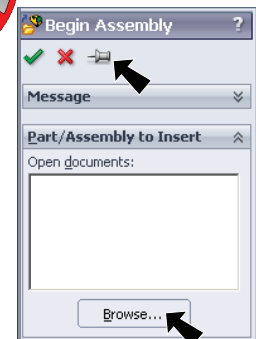 Begin Assembly ?
Message
Part/Assembly to Insert
Open documents:
Browse...